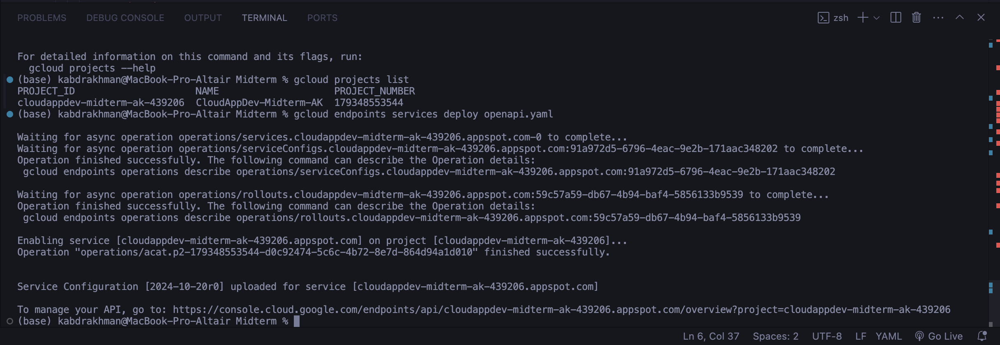 PROBLEMS DEBUG CONSOLE OUTPUT TERMINAL PORTS zsh
For detailed information on this command and its flags, run:
  gcloud projects --help
(base) kabdrakhman@MacBook-Pro-Altair Midterm % gcloud projects list
PROJECT_ID                     NAME                    PROJECT_NUMBER
cloudappdev-midterm-ak-439206  CloudAppDev-Midterm-AK  179348553544
(base) kabdrakhman@MacBook-Pro-Altair Midterm % gcloud endpoints services deploy openapi.yaml
Waiting for async operation operations/services.cloudappdev-midterm-ak-439206.appspot.com-0 to complete...
Waiting for async operation operations/serviceConfigs.cloudappdev-midterm-ak-439206.appspot.com:91a972d5-6796-4eac-9e2b-171aac348202 to complete...
Operation finished successfully. The following command can describe the Operation details:
 gcloud endpoints operations describe operations/serviceConfigs.cloudappdev-midterm-ak-439206.appspot.com:91a972d5-6796-4eac-9e2b-171aac348202
Waiting for async operation operations/rollouts.cloudappdev-midterm-ak-439206.appspot.com:59c57a59-db67-4b94-baf4-5856133b9539 to complete...
Operation finished successfully. The following command can describe the Operation details:
 gcloud endpoints operations describe operations/rollouts.cloudappdev-midterm-ak-439206.appspot.com:59c57a59-db67-4b94-baf4-5856133b9539
Enabling service [cloudappdev-midterm-ak-439206.appspot.com] on project [cloudappdev-midterm-ak-439206]...
Operation "operations/acat.p2-179348553544-d0c92474-5c6c-4b72-8e7d-864d94a1d010" finished successfully.
Service Configuration [2024-10-20r0] uploaded for service [cloudappdev-midterm-ak-439206.appspot.com]
To manage your API, go to: https://console.cloud.google.com/endpoints/api/cloudappdev-midterm-ak-439206.appspot.com/overview?project=cloudappdev-midterm-ak-439206
(base) kabdrakhman@MacBook-Pro-Altair Midterm %
Ln 6, Col 37 Spaces: 2 UTF-8 LF YAML Go Live